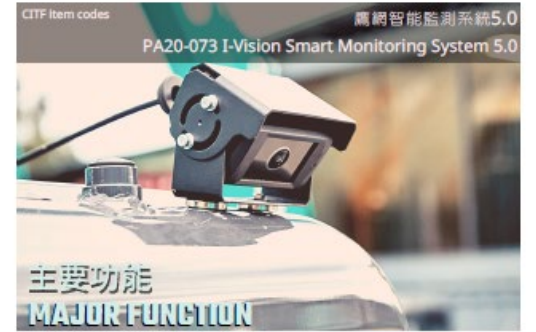 CITF item codes
鷹網智能監測系統5.0
PA20-073 I-Vision Smart Monitoring System 5.0
主要功能
MAJOR FUNCTION